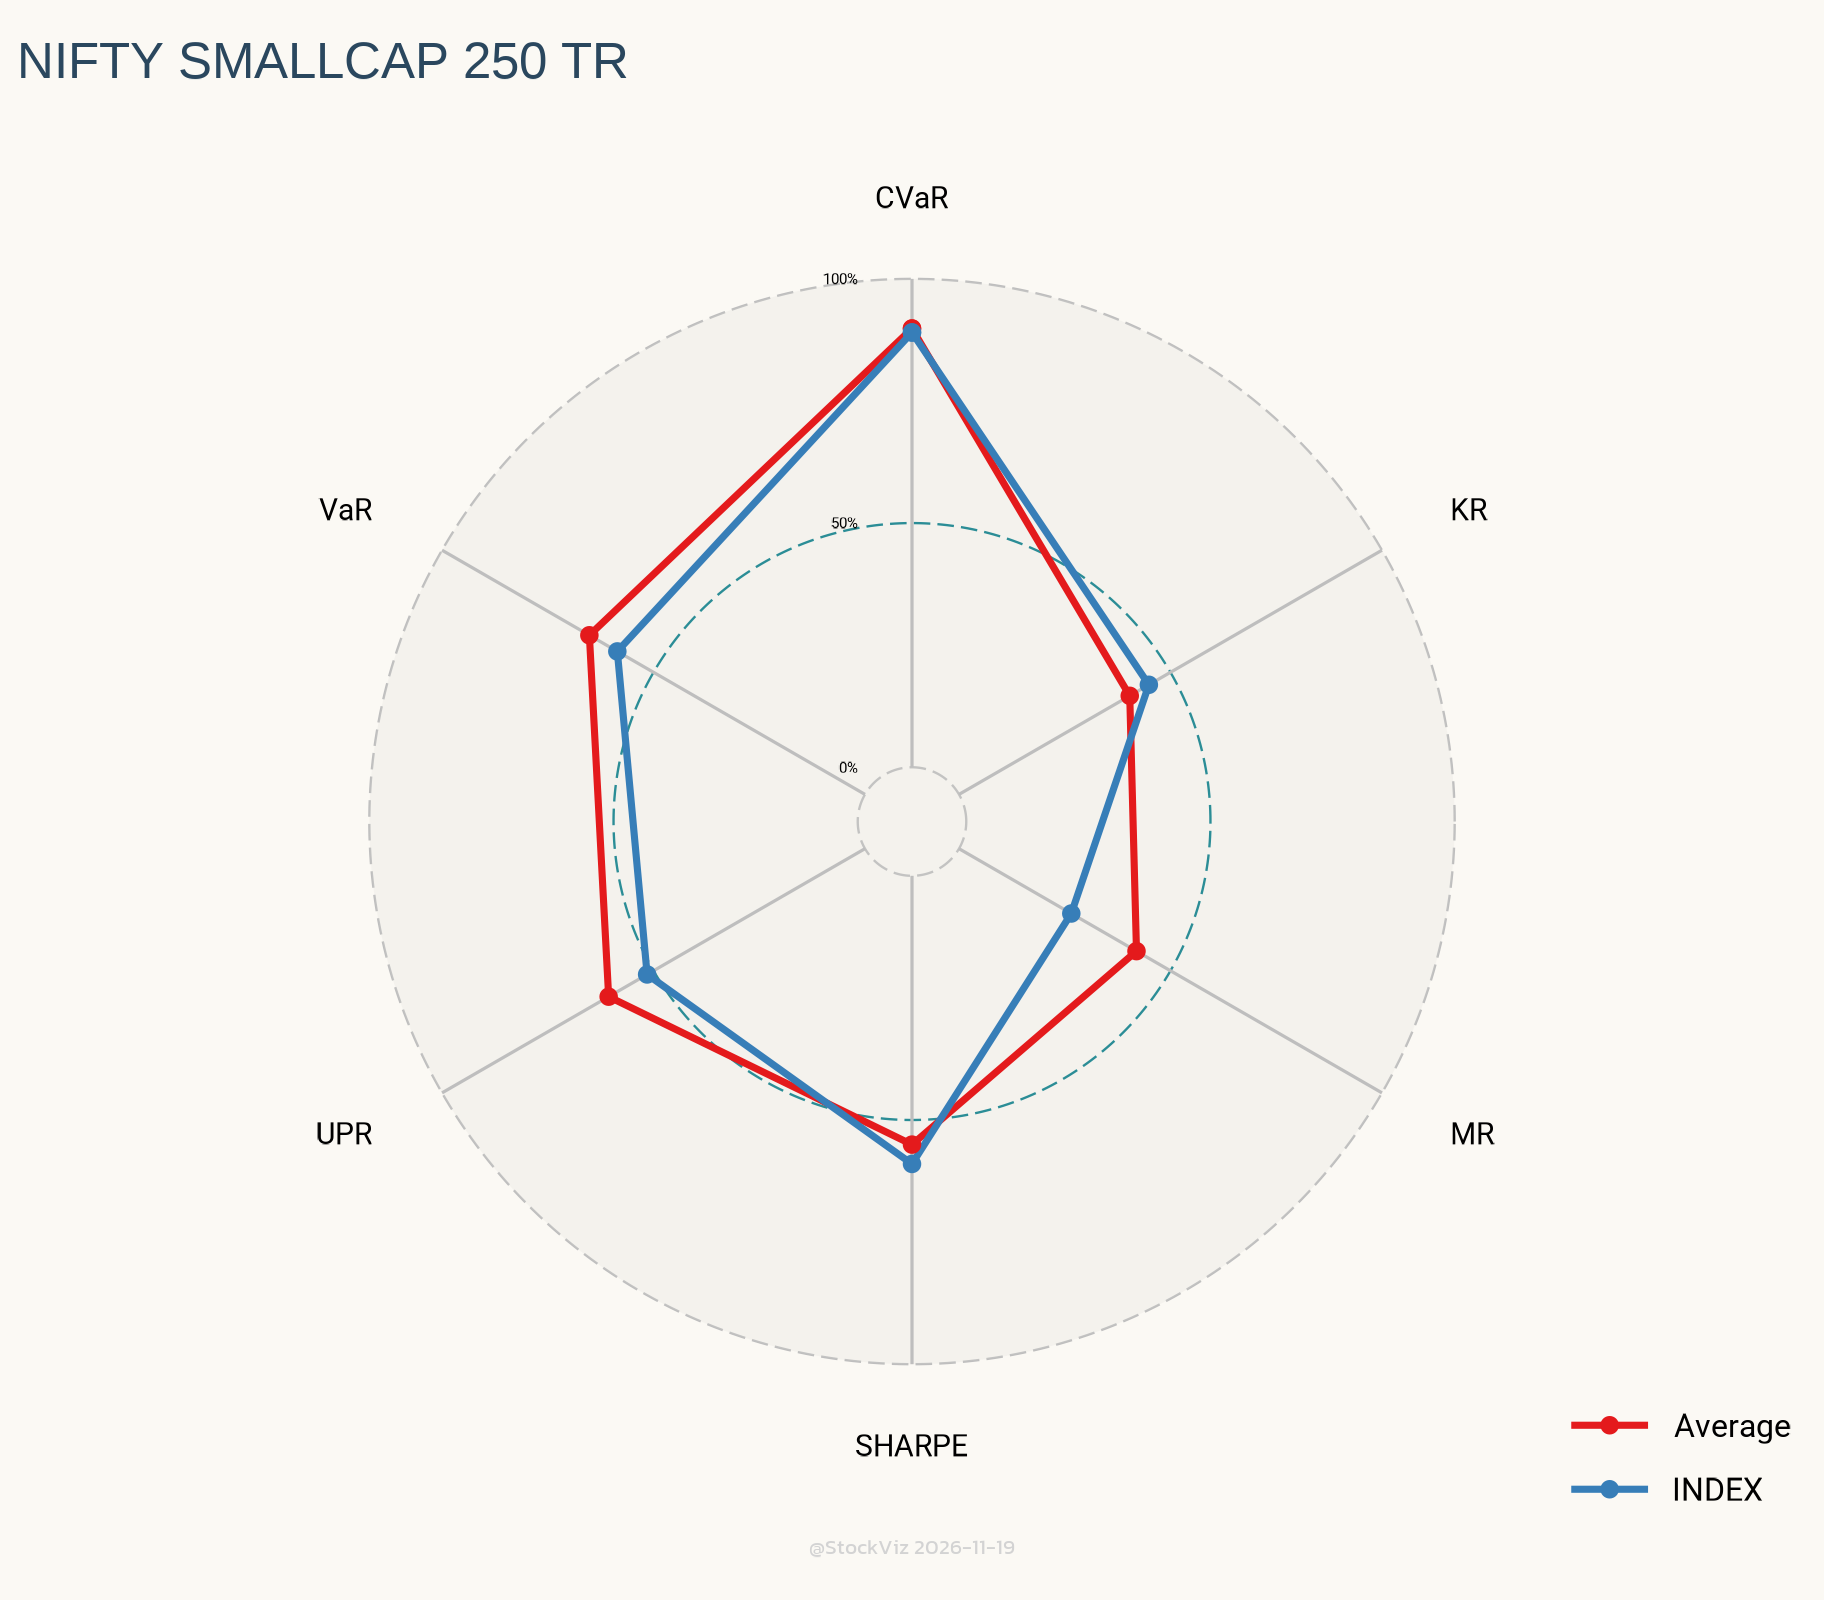 NIFTY SMALLCAP 250 TR
CVaR
100%
VaR
KR
50%
0%
UPR
MR
SHARPE
Average
INDEX
@StockViz 2026-11-19